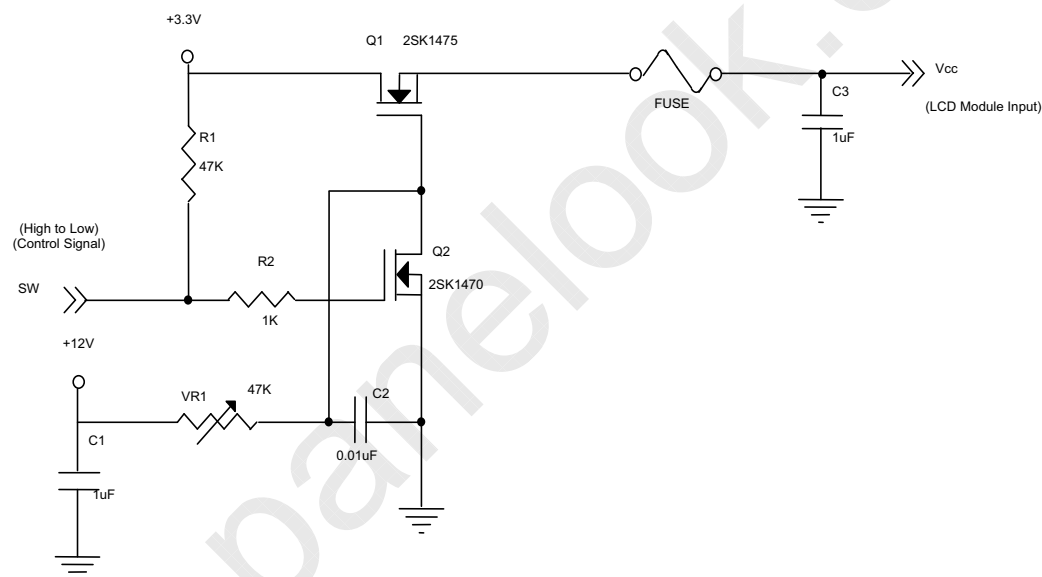 +3.3V
Q1 2SK1475
Vcc
FUSE
C3
(LCD Module Input)
R1
1uF
47K
(High to Low)
(Control Signal)
Q2
R2
SW
2SK1470
1K
+12V
VR1
47K
C2
C1
0.01uF
1uF
panelook.c